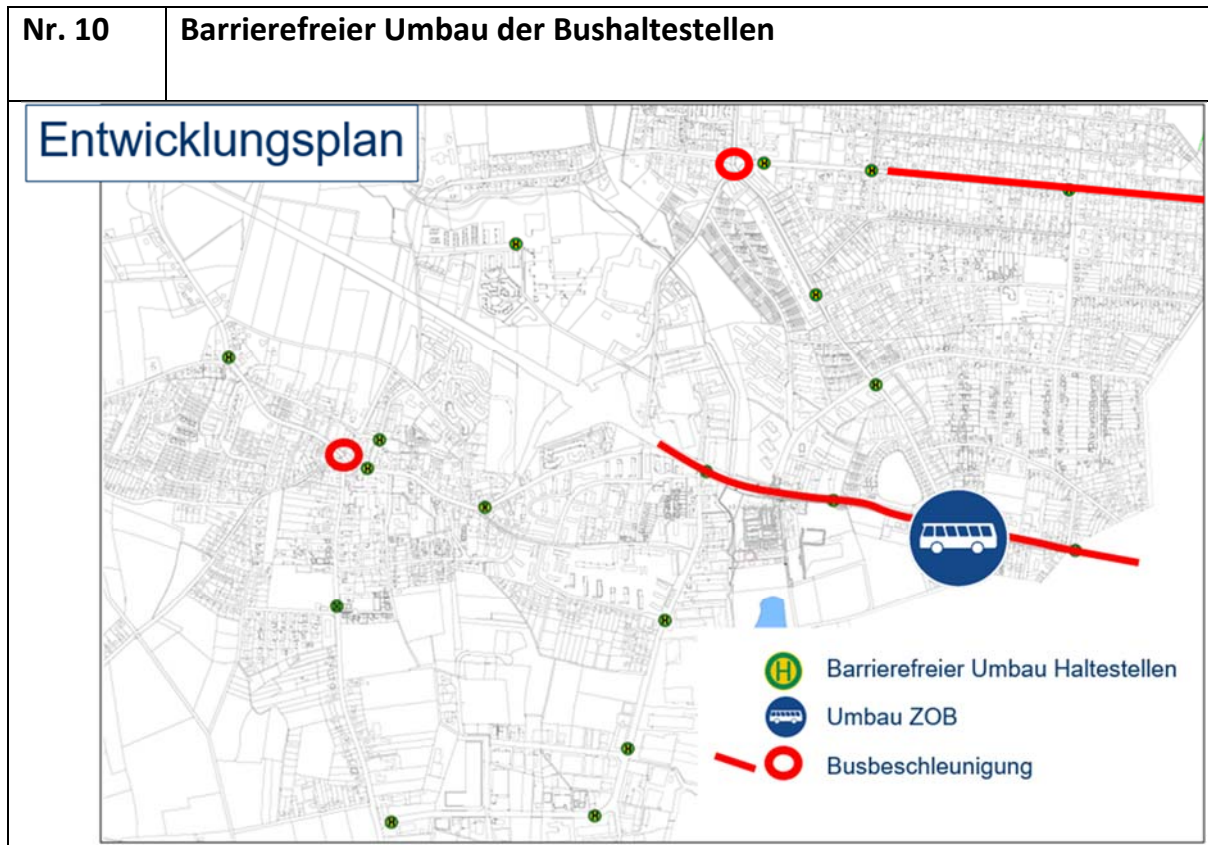 Nr. 10 Barrierefreier Umbau der Bushaltestellen
Entwicklungsplan
H Barrierefreier Umbau Haltestellen
Umbau ZOB
Busbeschleunigung